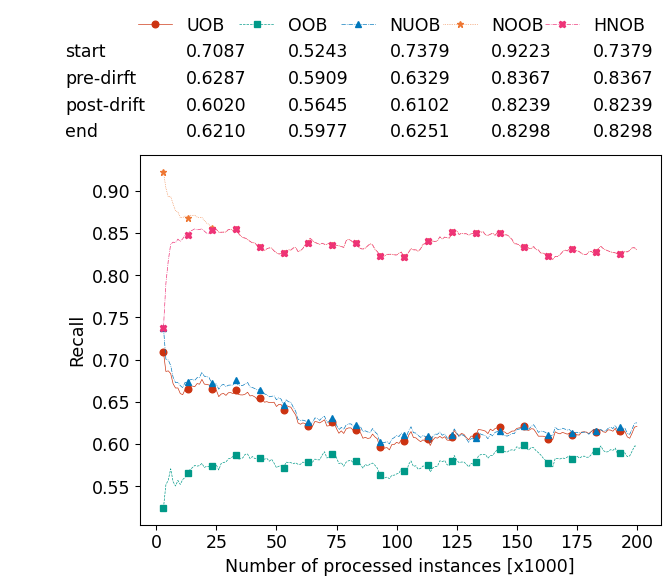 UOB OOB NUOB NOOB HNOB
start 0.7087 0.5243 0.7379 0.9223 0.7379
pre-dirft 0.6287 0.5909 0.6329 0.8367 0.8367
post-drift 0.6020 0.5645 0.6102 0.8239 0.8239
end 0.6210 0.5977 0.6251 0.8298 0.8298
0.90
0.85
0.80
0.75
0.70
0.65
0.60
0.55
Recall
0 25 50 75 100 125 150 175 200
Number of processed instances [x1000]